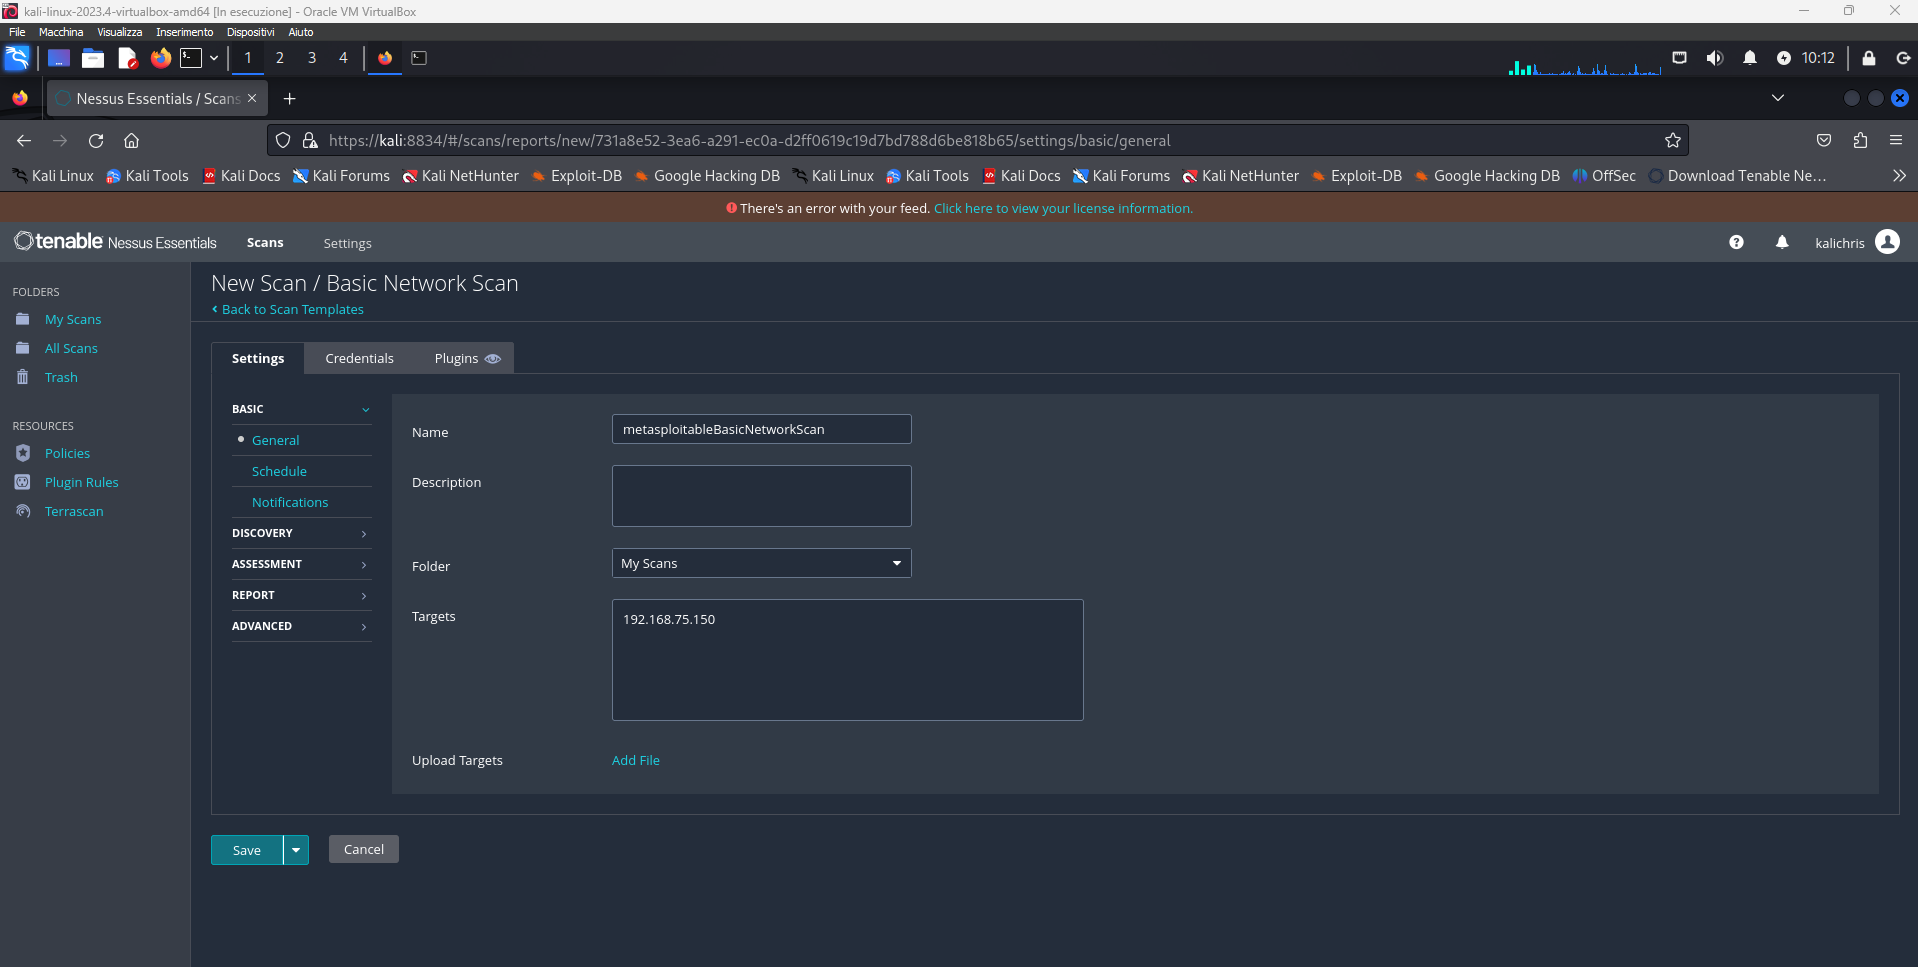 kali-linux-2023.4-virtualbox-amd64 [In esecuzione] - Oracle VM VirtualBox
File Macchina Visualizza Inserimento Dispositivi Aiuto
1 2 3 4 10:12
Nessus Essentials / Scans
https://kali:8834/#/scans/reports/new/731a8e52-3ea6-a291-ec0a-d2ff0619c19d7bd788d6be818b65/settings/basic/general
Kali Linux Kali Tools Kali Docs Kali Forums Kali NetHunter Exploit-DB Google Hacking DB Kali Linux Kali Tools Kali Docs Kali Forums Kali NetHunter Exploit-DB Google Hacking DB OffSec Download Tenable Ne...
There's an error with your feed. Click here to view your license information.
tenable Nessus Essentials Scans Settings kalichris
New Scan / Basic Network Scan
Back to Scan Templates
FOLDERS
My Scans
All Scans
Trash
RESOURCES
Policies
Plugin Rules
Terrascan
Settings Credentials Plugins
BASIC
General
Schedule
Notifications
DISCOVERY
ASSESSMENT
REPORT
ADVANCED
Name metasploitableBasicNetworkScan
Description
Folder My Scans
Targets 192.168.75.150
Upload Targets Add File
Save Cancel